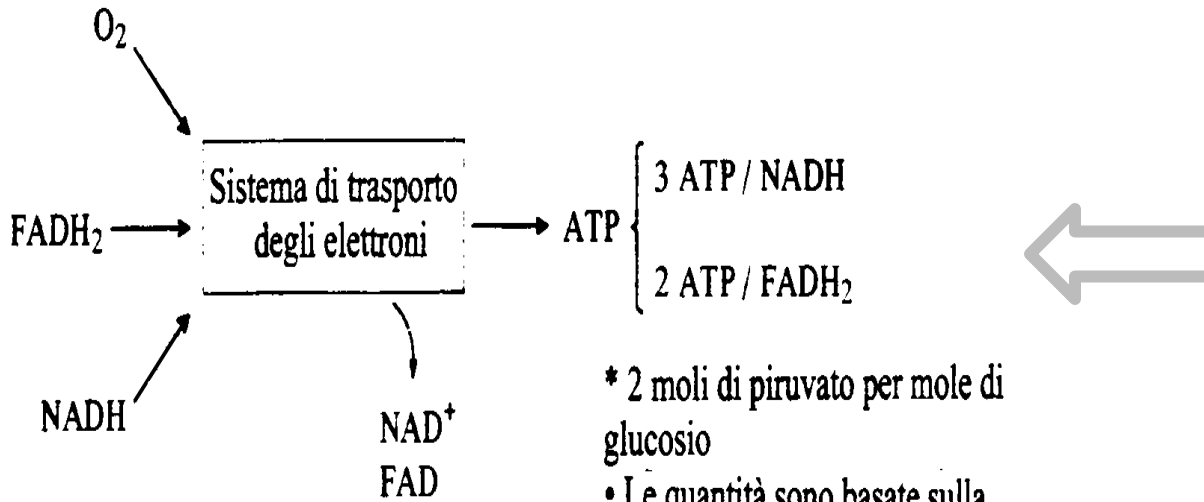 O₂
Sistema di trasporto
degli elettroni
FADH₂
ATP
3 ATP / NADH
2 ATP / FADH₂
NADH
NAD⁺
FAD
* 2 moli di piruvato per mole di
glucosio
• Le quantità sono basate sulla